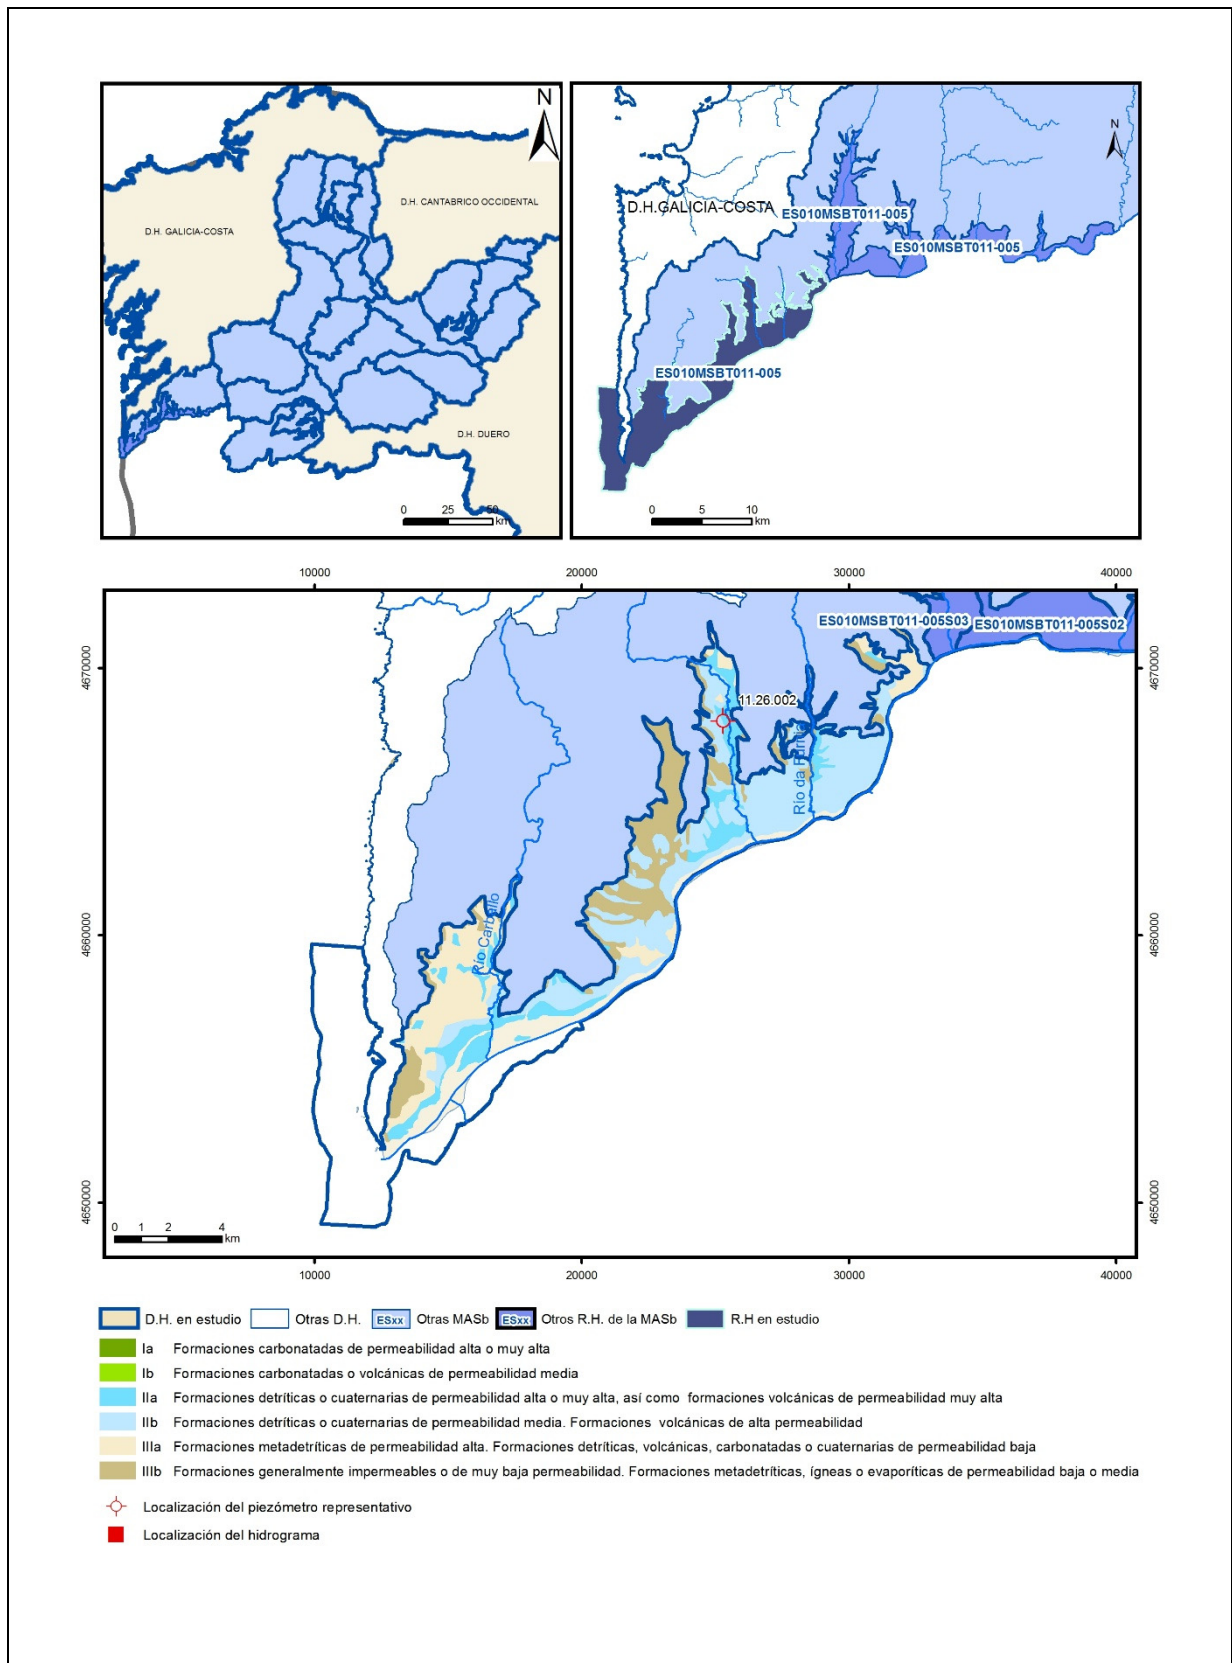 N
D.H. CANTABRICO OCCIDENTAL
D.H. GALICIA-COSTA
D.H. DUERO
0 25 50
km
N
D.H.GALICIA-COSTA
ES010MSBT011-005
ES010MSBT011-005
ES010MSBT011-005
0 5 10
km
10000 20000 30000 40000
ES010MSBT011-005S03
ES010MSBT011-005S02
4670000
4670000
11.26.002
Río da Furnia
Río Carballo
4660000
4660000
4650000
4650000
0 1 2 4
km
10000 20000 30000 40000
D.H. en estudio
Otras D.H.
ESxx Otras MASb
ESxx Otros R.H. de la MASb
R.H en estudio
Ia Formaciones carbonatadas de permeabilidad alta o muy alta
Ib Formaciones carbonatadas o volcánicas de permeabilidad media
IIa Formaciones detríticas o cuaternarias de permeabilidad alta o muy alta, así como formaciones volcánicas de permeabilidad muy alta
IIb Formaciones detríticas o cuaternarias de permeabilidad media. Formaciones volcánicas de alta permeabilidad
IIIa Formaciones metadetríticas de permeabilidad alta. Formaciones detríticas, volcánicas, carbonatadas o cuaternarias de permeabilidad baja
IIIb Formaciones generalmente impermeables o de muy baja permeabilidad. Formaciones metadetríticas, ígneas o evaporíticas de permeabilidad baja o media
Localización del piezómetro representativo
Localización del hidrograma